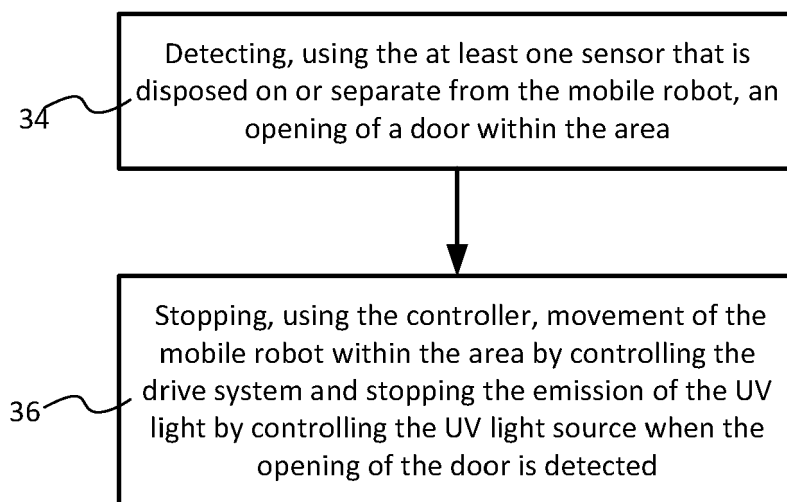 Detecting, using the at least one sensor that is
disposed on or separate from the mobile robot, an
opening of a door within the area
34
Stopping, using the controller, movement of the
mobile robot within the area by controlling the
drive system and stopping the emission of the UV
light by controlling the UV light source when the
opening of the door is detected
36